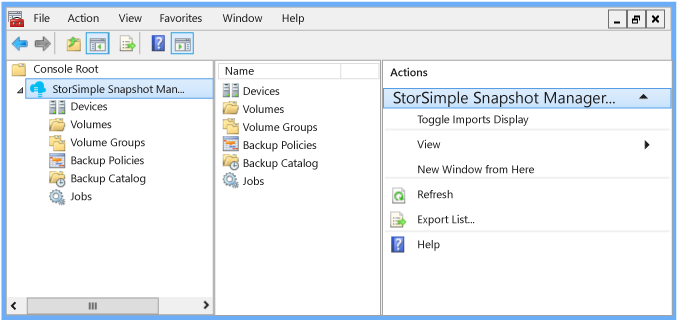 File Action View Favorites Window Help
Console Root
StorSimple Snapshot Man...
Devices
Volumes
Volume Groups
Backup Policies
Backup Catalog
Jobs
Name
Devices
Volumes
Volume Groups
Backup Policies
Backup Catalog
Jobs
Actions
StorSimple Snapshot Manager...
Toggle Imports Display
View
New Window from Here
Refresh
Export List...
Help